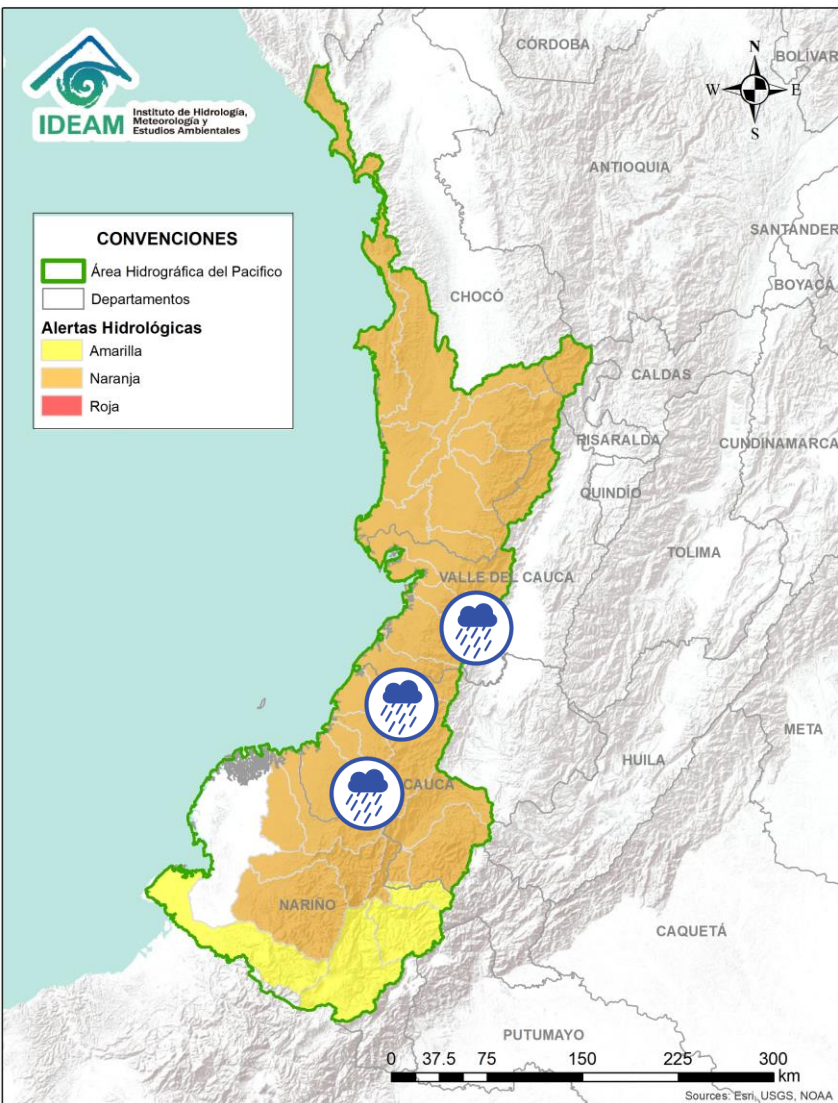 IDEAM
Instituto de Hidrología,
Meteorología y
Estudios Ambientales
CONVENCIONES
Área Hidrográfica del Pacifico
Departamentos
Alertas Hidrológicas
Amarilla
Naranja
Roja
N
W
E
S
CÓRDOBA
BOLÍVAR
ANTIOQUIA
SANTANDER
BOYACÁ
CHOCÓ
CALDAS
RISARALDA
CUNDINAMARCA
QUINDÍO
TOLIMA
VALLE DEL CAUCA
META
HUILA
CAUCA
NARIÑO
CAQUETÁ
PUTUMAYO
0 37.5 75 150 225 300
km
Sources: Esri, USGS, NOAA